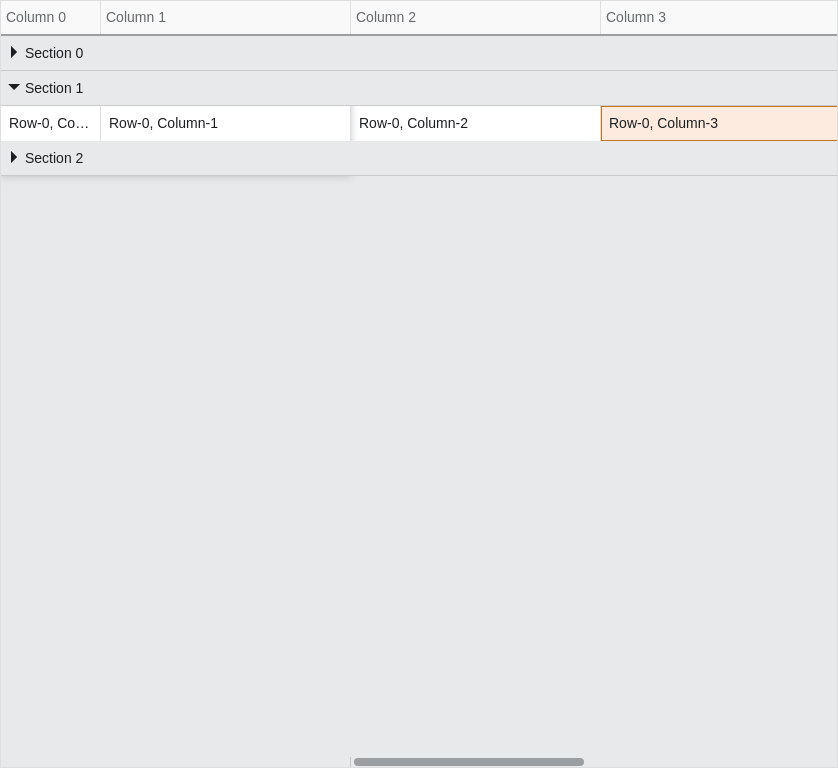 Column 0 Column 1 Column 2 Column 3
Section 0
Section 1
Row-0, Co… Row-0, Column-1 Row-0, Column-2 Row-0, Column-3
Section 2